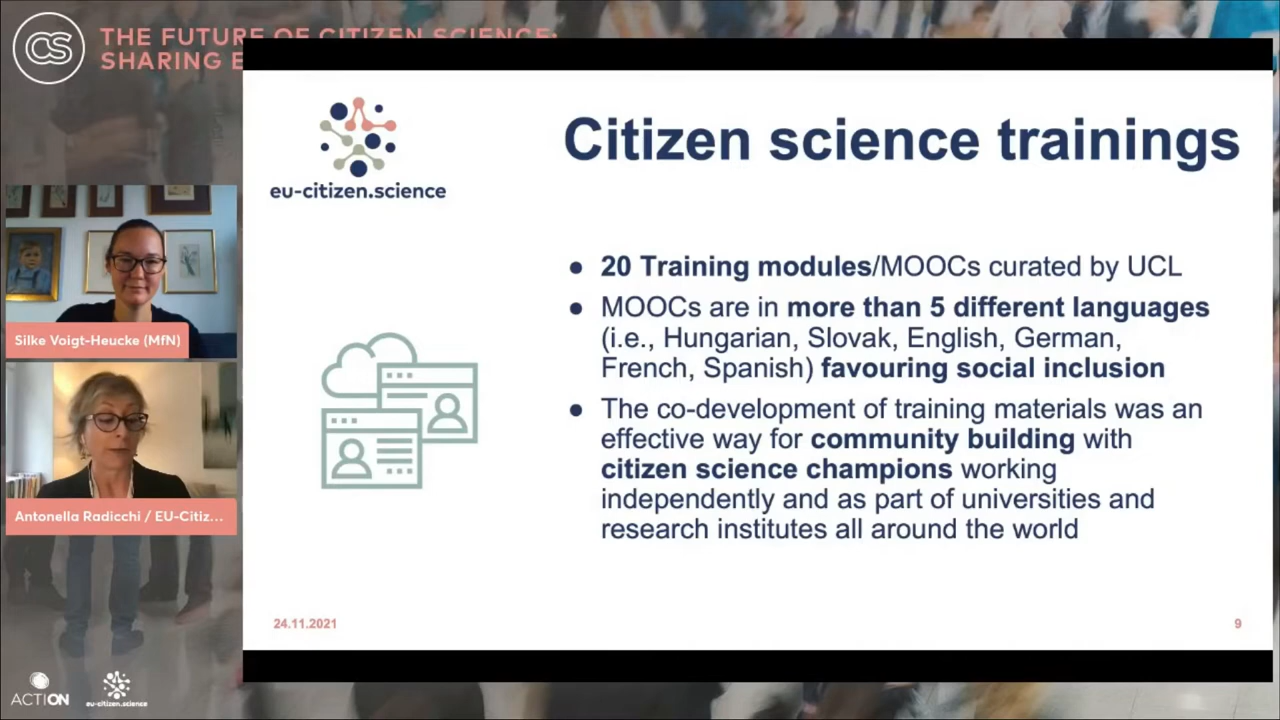 CS
THE FUTURE OF CITIZEN SCIENCE:
SHARING E
eu-citizen.science
Citizen science trainings
● 20 Training modules/MOOCs curated by UCL
● MOOCs are in more than 5 different languages
(i.e., Hungarian, Slovak, English, German,
French, Spanish) favouring social inclusion
● The co-development of training materials was an
effective way for community building with
citizen science champions working
independently and as part of universities and
research institutes all around the world
24.11.2021
9
Silke Voigt-Heucke (MfN)
Antonella Radicchi / EU-Citiz...
ACTION
eu-citizen.science